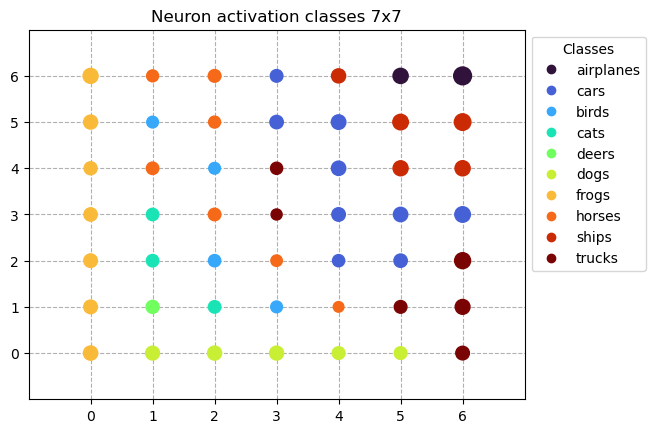 Neuron activation classes 7x7
Classes
airplanes
cars
birds
cats
deers
dogs
frogs
horses
ships
trucks
6
5
4
3
2
1
0
0 1 2 3 4 5 6